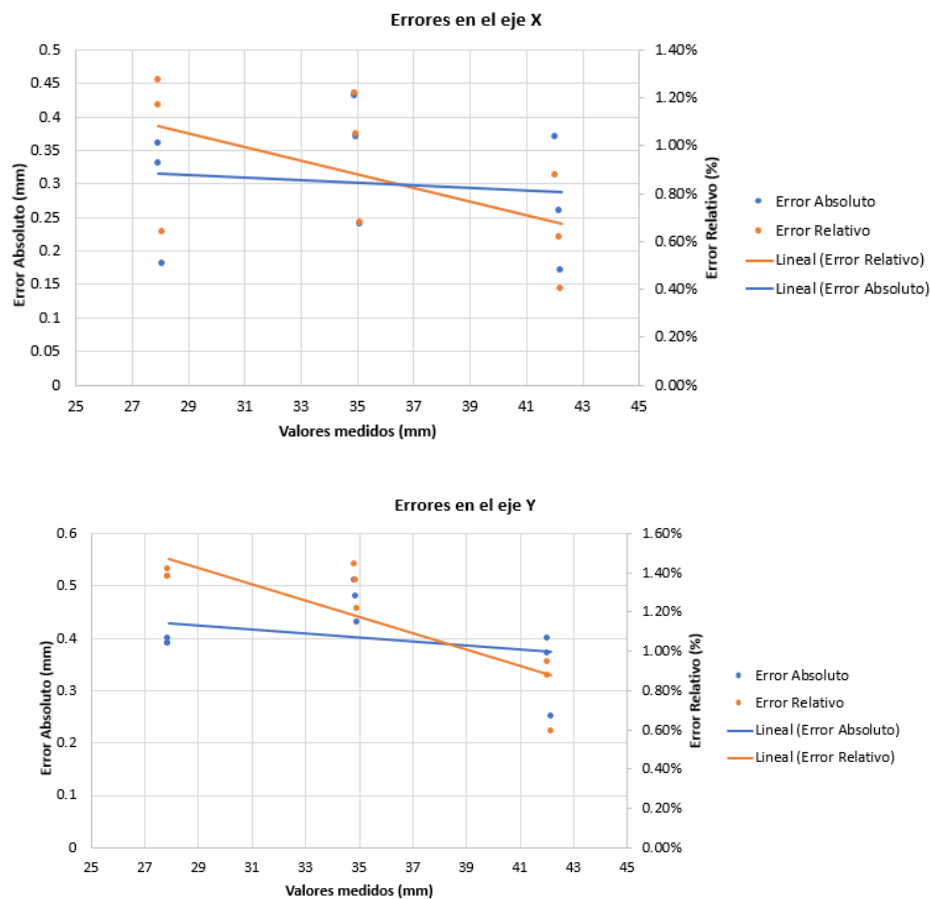 Errores en el eje X
0.5
0.45
0.4
0.35
0.3
0.25
0.2
0.15
0.1
0.05
0
Error Absoluto (mm)
1.40%
1.20%
1.00%
0.80%
0.60%
0.40%
0.20%
0.00%
Error Relativo (%)
25 27 29 31 33 35 37 39 41 43 45
Valores medidos (mm)
Error Absoluto
Error Relativo
Lineal (Error Relativo)
Lineal (Error Absoluto)
Errores en el eje Y
0.6
0.5
0.4
0.3
0.2
0.1
0
Error Absoluto (mm)
1.60%
1.40%
1.20%
1.00%
0.80%
0.60%
0.40%
0.20%
0.00%
Error Relativo (%)
25 27 29 31 33 35 37 39 41 43 45
Valores medidos (mm)
Error Absoluto
Error Relativo
Lineal (Error Absoluto)
Lineal (Error Relativo)